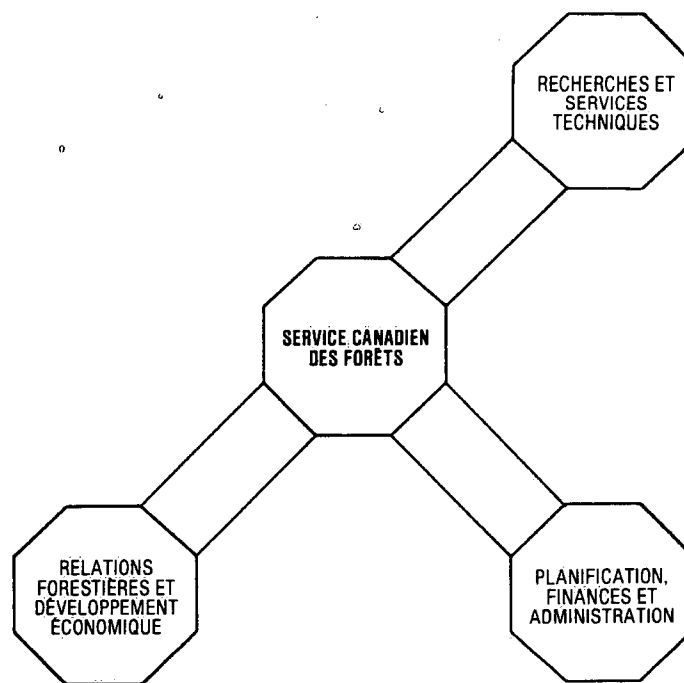 RECHERCHES ET
SERVICES
TECHNIQUES
SERVICE CANADIEN
DES FORÊTS
RELATIONS
FORESTIÈRES ET
DÉVELOPPEMENT
ÉCONOMIQUE
PLANIFICATION,
FINANCES ET
ADMINISTRATION